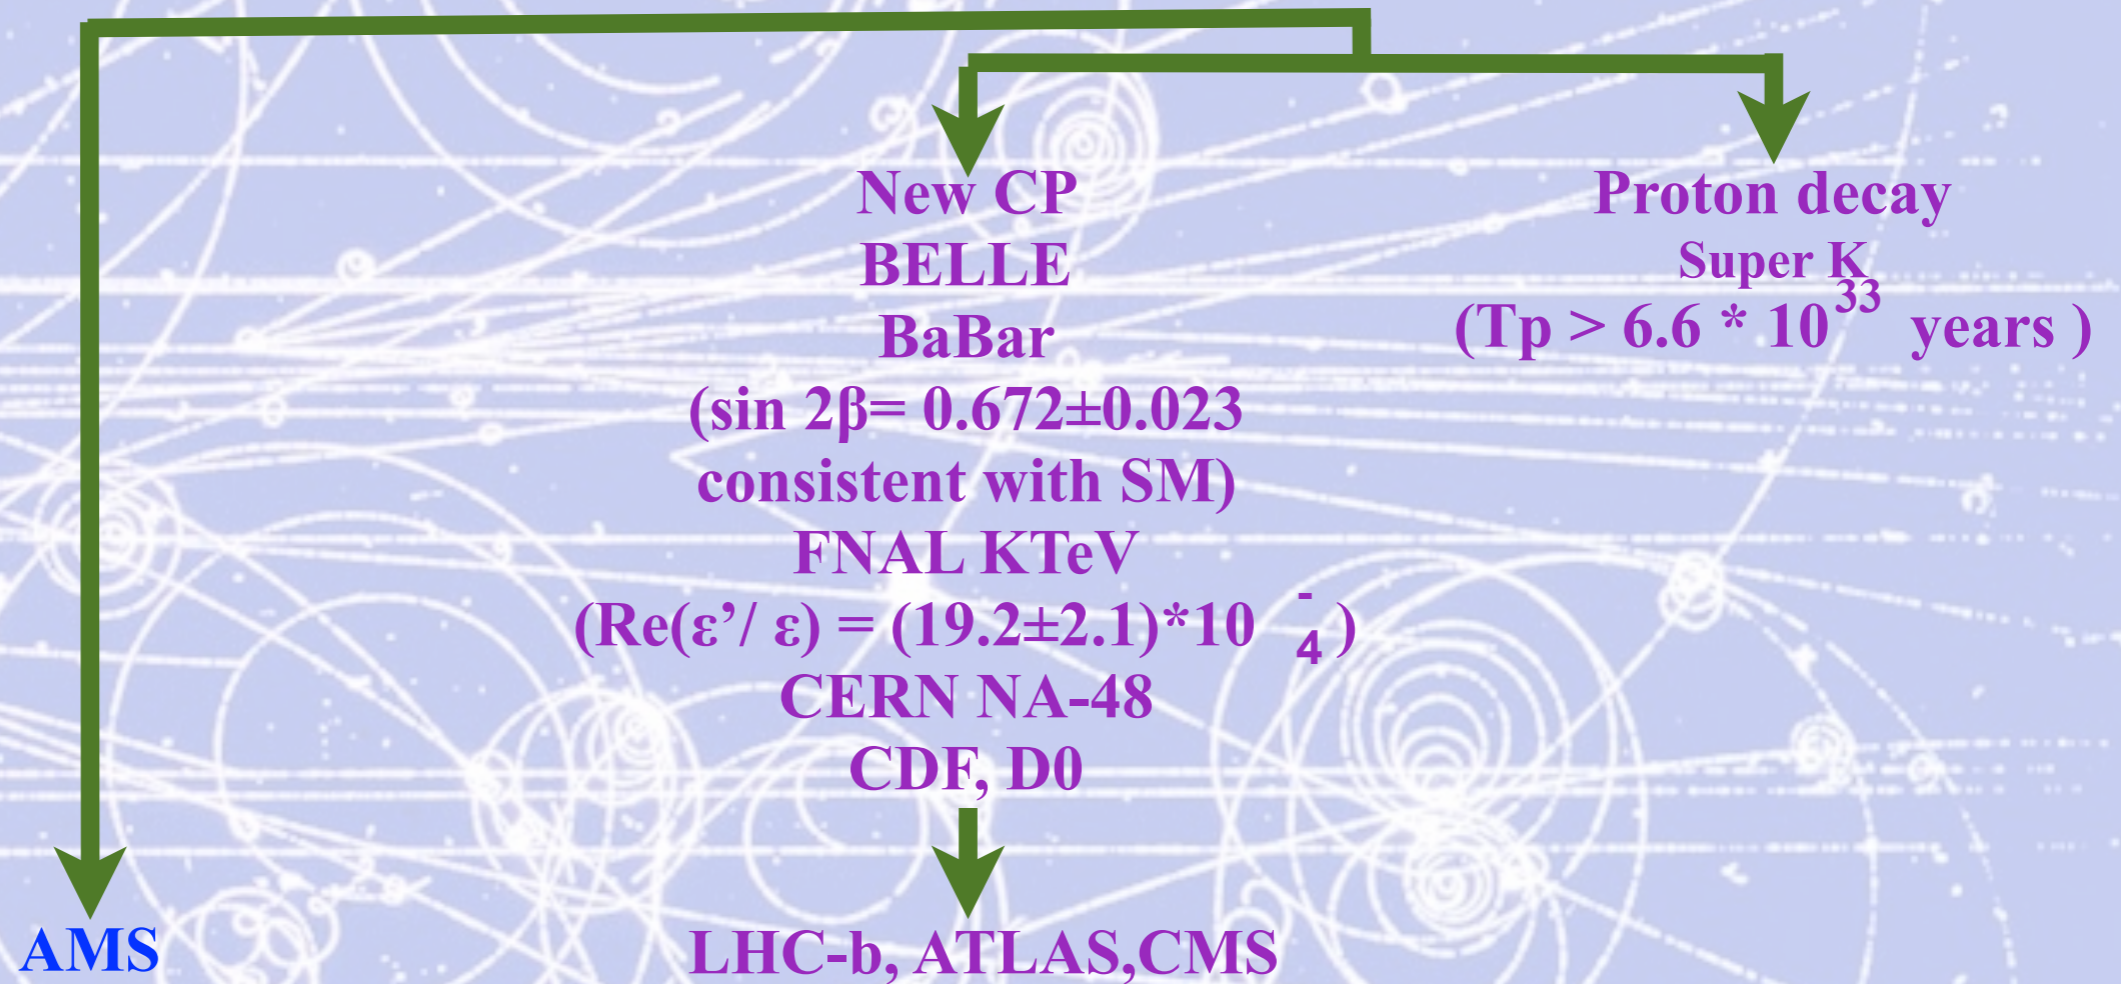 New CP
BELLE
BaBar
(sin 2β= 0.672±0.023
consistent with SM)
FNAL KTeV
(Re(ε’/ ε) = (19.2±2.1)*10 -4 )
CERN NA-48
CDF, D0
LHC-b, ATLAS,CMS
Proton decay
Super K
(Tp > 6.6 * 10³³ years )
AMS